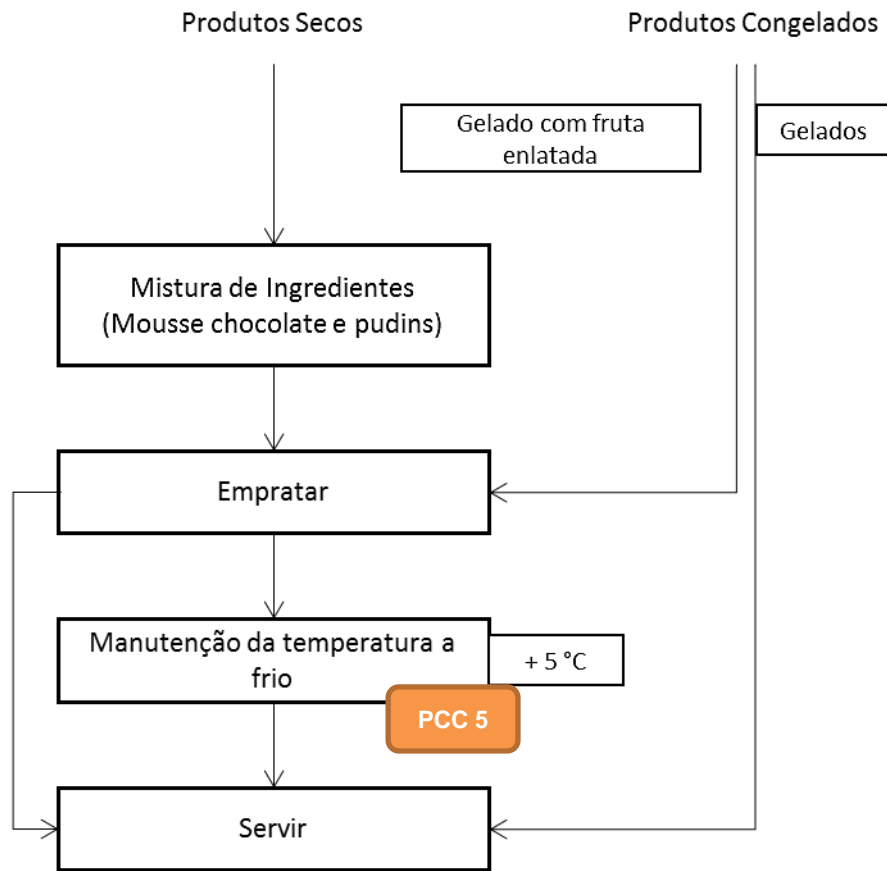 Produtos Secos
Produtos Congelados
Gelado com fruta
enlatada
Gelados
Mistura de Ingredientes
(Mousse chocolate e pudins)
Empratar
Manutenção da temperatura a
frio
+ 5 °C
PCC 5
Servir